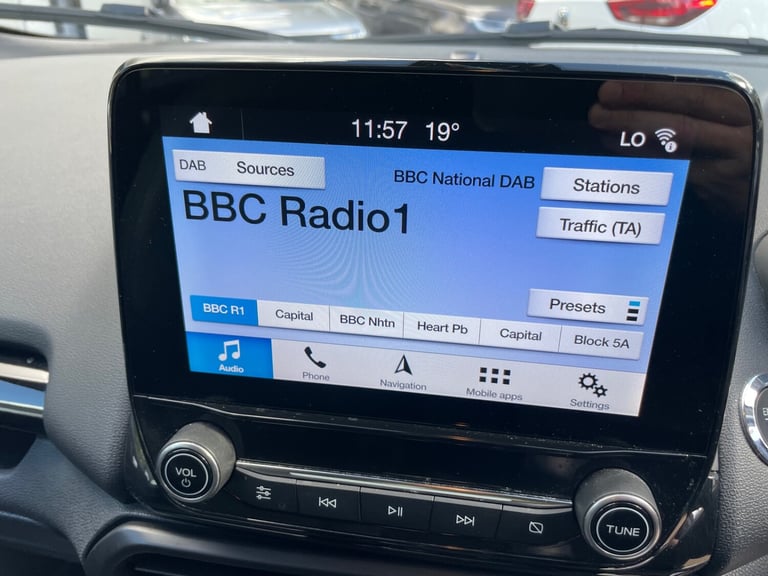 11:57 19° LO
DAB Sources
BBC National DAB
Stations
BBC Radio1
Traffic (TA)
Presets
BBC R1 Capital BBC Nhtn Heart Pb Capital Block 5A
Audio Phone Navigation Mobile apps Settings
VOL
TUNE